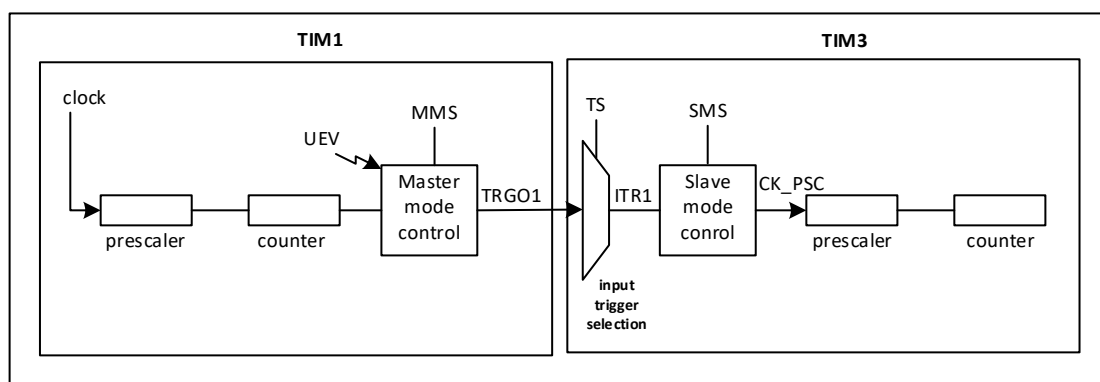 TIM1
TIM3
clock
UEV
MMS
Master
mode
control
TRGO1
prescaler
counter
TS
ITR1
SMS
Slave
mode
conrol
CK_PSC
prescaler
counter
input
trigger
selection